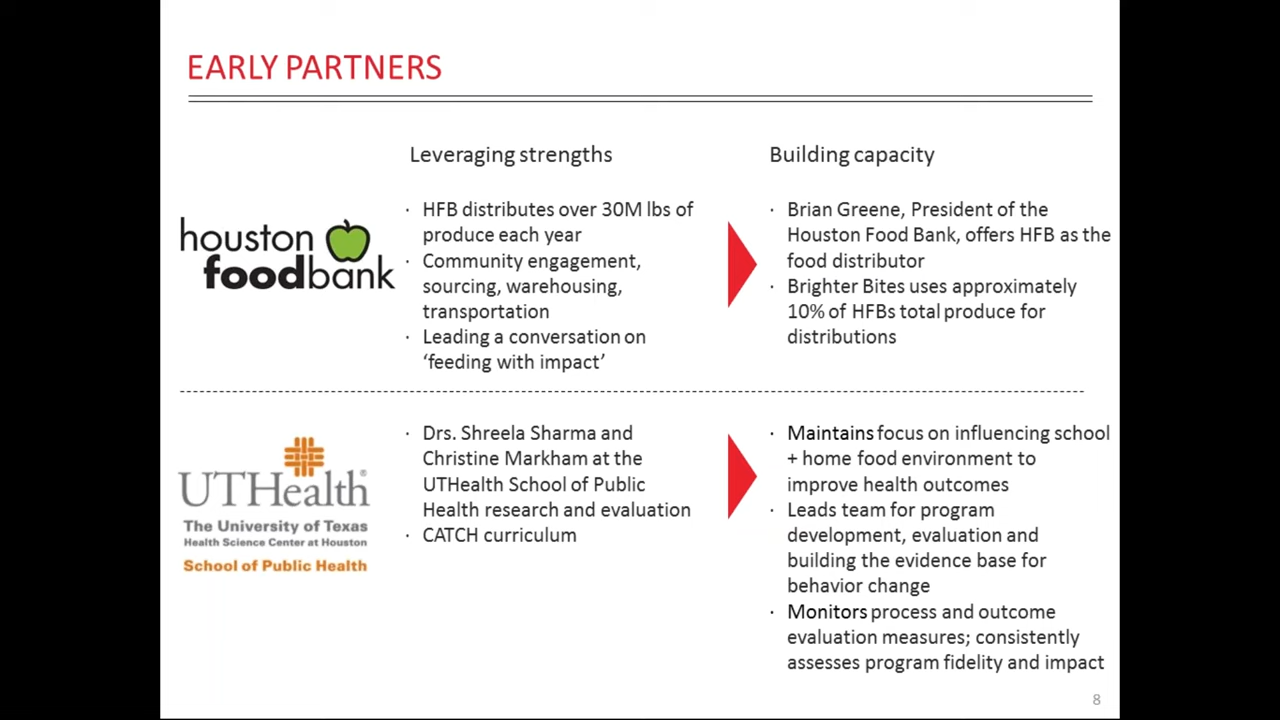 EARLY PARTNERS
Leveraging strengths
Building capacity
houston
foodbank
· HFB distributes over 30M lbs of
produce each year
· Community engagement,
sourcing, warehousing,
transportation
· Leading a conversation on
‘feeding with impact’
· Brian Greene, President of the
Houston Food Bank, offers HFB as the
food distributor
· Brighter Bites uses approximately
10% of HFBs total produce for
distributions
UTHealth®
The University of Texas
Health Science Center at Houston
School of Public Health
· Drs. Shreela Sharma and
Christine Markham at the
UTHealth School of Public
Health research and evaluation
· CATCH curriculum
· Maintains focus on influencing school
+ home food environment to
improve health outcomes
· Leads team for program
development, evaluation and
building the evidence base for
behavior change
· Monitors process and outcome
evaluation measures; consistently
assesses program fidelity and impact
8